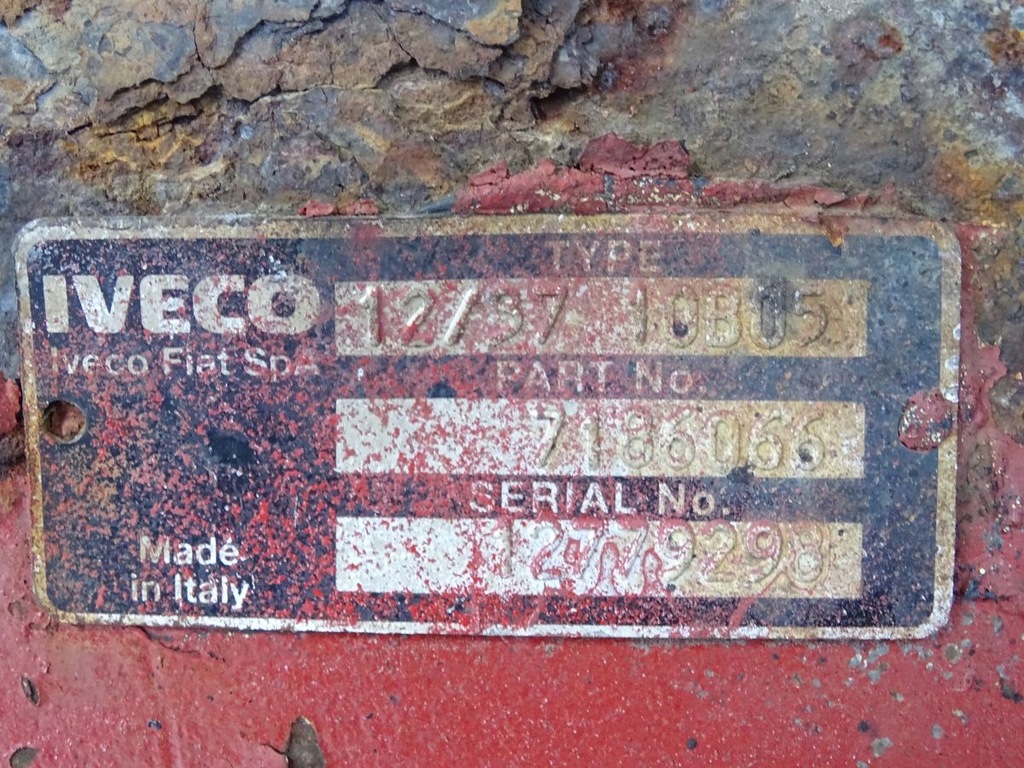 IVECO
Iveco Fiat SpA
TYPE
12/37 10B05
PART No.
7186066
SERIAL No.
Made
in Italy